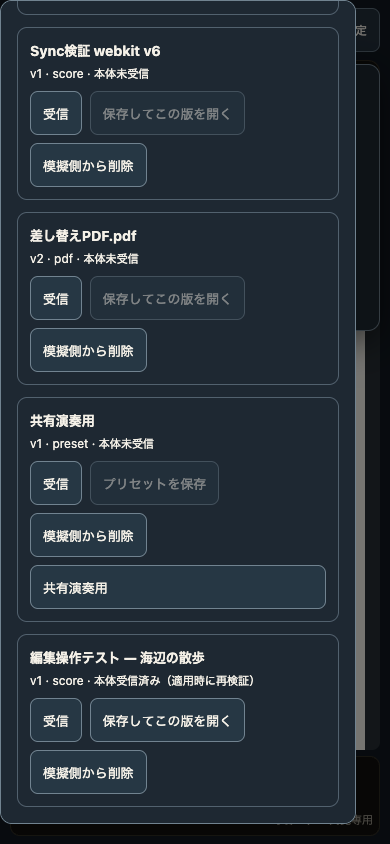 定
Sync検証 webkit v6
v1 · score · 本体未受信
受信 保存してこの版を開く
模擬側から削除
差し替えPDF.pdf
v2 · pdf · 本体未受信
受信 保存してこの版を開く
模擬側から削除
共有演奏用
v1 · preset · 本体未受信
受信 プリセットを保存
模擬側から削除
共有演奏用
編集操作テスト — 海辺の散歩
v1 · score · 本体受信済み（適用時に再検証）
受信 保存してこの版を開く
模擬側から削除
専用